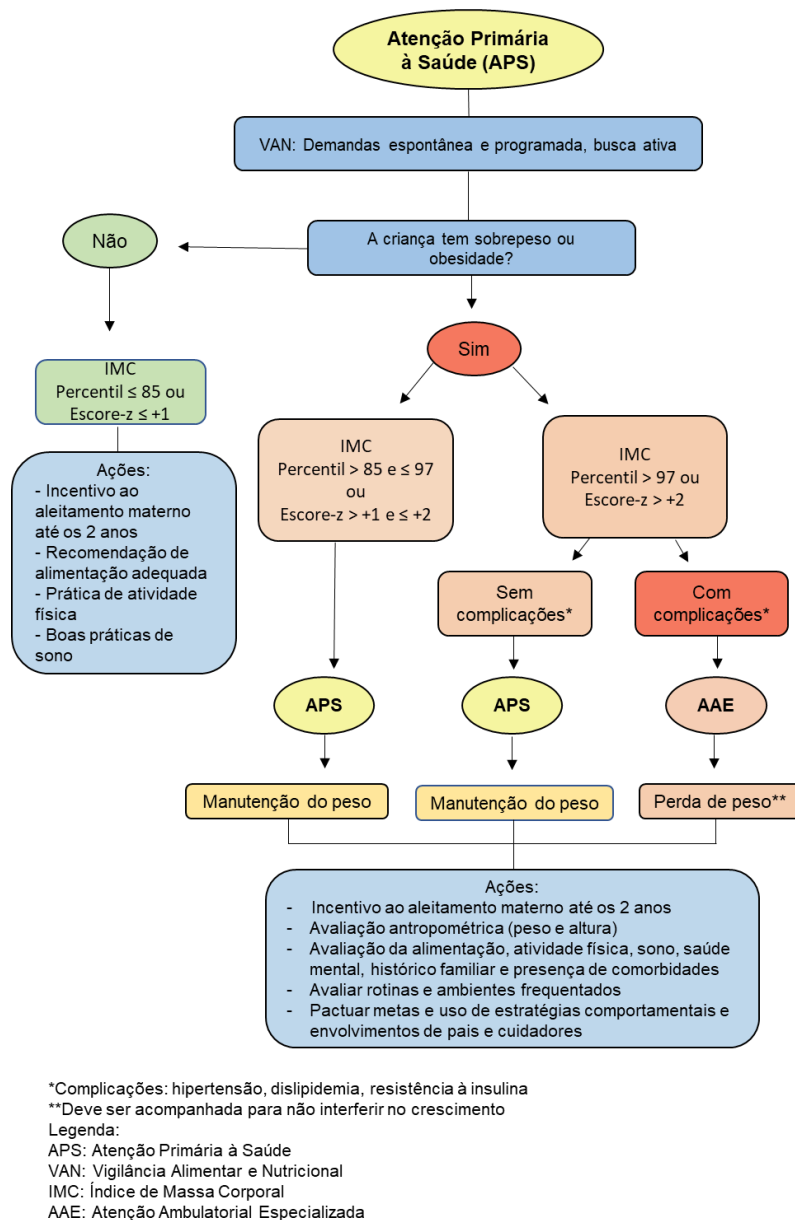 Atenção Primária
à Saúde (APS)
VAN: Demandas espontânea e programada, busca ativa
A criança tem sobrepeso ou
obesidade?
Não
Sim
IMC
Percentil ≤ 85 ou
Escore-z ≤ +1
Ações:
- Incentivo ao
aleitamento materno
até os 2 anos
- Recomendação de
alimentação adequada
- Prática de atividade
física
- Boas práticas de
sono
IMC
Percentil > 85 e ≤ 97
ou
Escore-z > +1 e ≤ +2
IMC
Percentil > 97 ou
Escore-z > +2
Sem
complicações*
Com
complicações*
APS
APS
AAE
Manutenção do peso
Manutenção do peso
Perda de peso**
Ações:
- Incentivo ao aleitamento materno até os 2 anos
- Avaliação antropométrica (peso e altura)
- Avaliação da alimentação, atividade física, sono, saúde
mental, histórico familiar e presença de comorbidades
- Avaliar rotinas e ambientes frequentados
- Pactuar metas e uso de estratégias comportamentais e
envolvimentos de pais e cuidadores
*Complicações: hipertensão, dislipidemia, resistência à insulina
**Deve ser acompanhada para não interferir no crescimento
Legenda:
APS: Atenção Primária à Saúde
VAN: Vigilância Alimentar e Nutricional
IMC: Índice de Massa Corporal
AAE: Atenção Ambulatorial Especializada